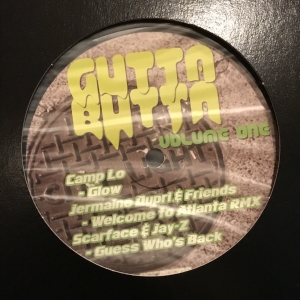 GUTTA
BUTTA
VOLUME ONE
Camp Lo
- Glow
Jermaine Dupri & Friends
- Welcome To Atlanta RMX
Scarface & Jay-Z
- Guess Who's Back